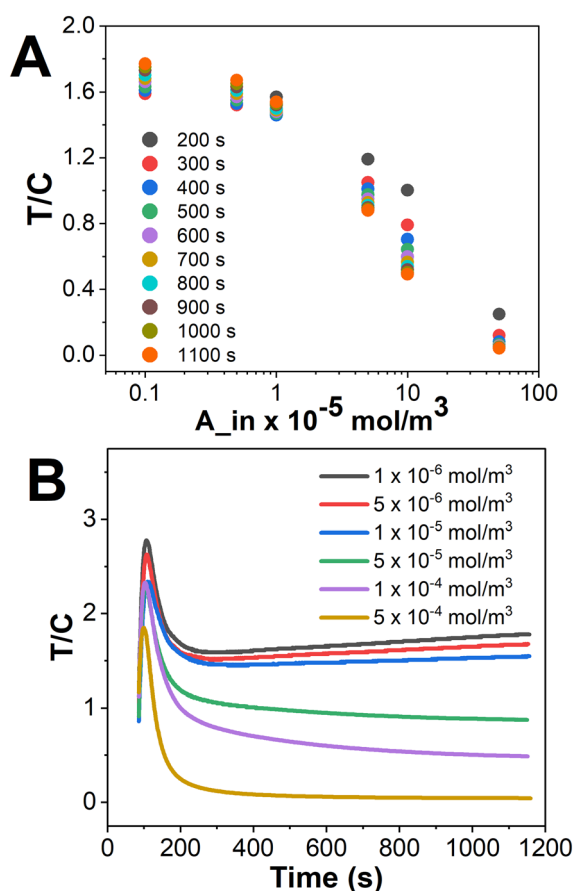 A
2.0
1.6
1.2
0.8
0.4
0.0
T/C
200 s
300 s
400 s
500 s
600 s
700 s
800 s
900 s
1000 s
1100 s
0.1
1
10
100
A_in x 10⁻⁵ mol/m³
B
3
2
1
0
T/C
1 x 10⁻⁶ mol/m³
5 x 10⁻⁶ mol/m³
1 x 10⁻⁵ mol/m³
5 x 10⁻⁵ mol/m³
1 x 10⁻⁴ mol/m³
5 x 10⁻⁴ mol/m³
0
200
400
600
800
1000
1200
Time (s)